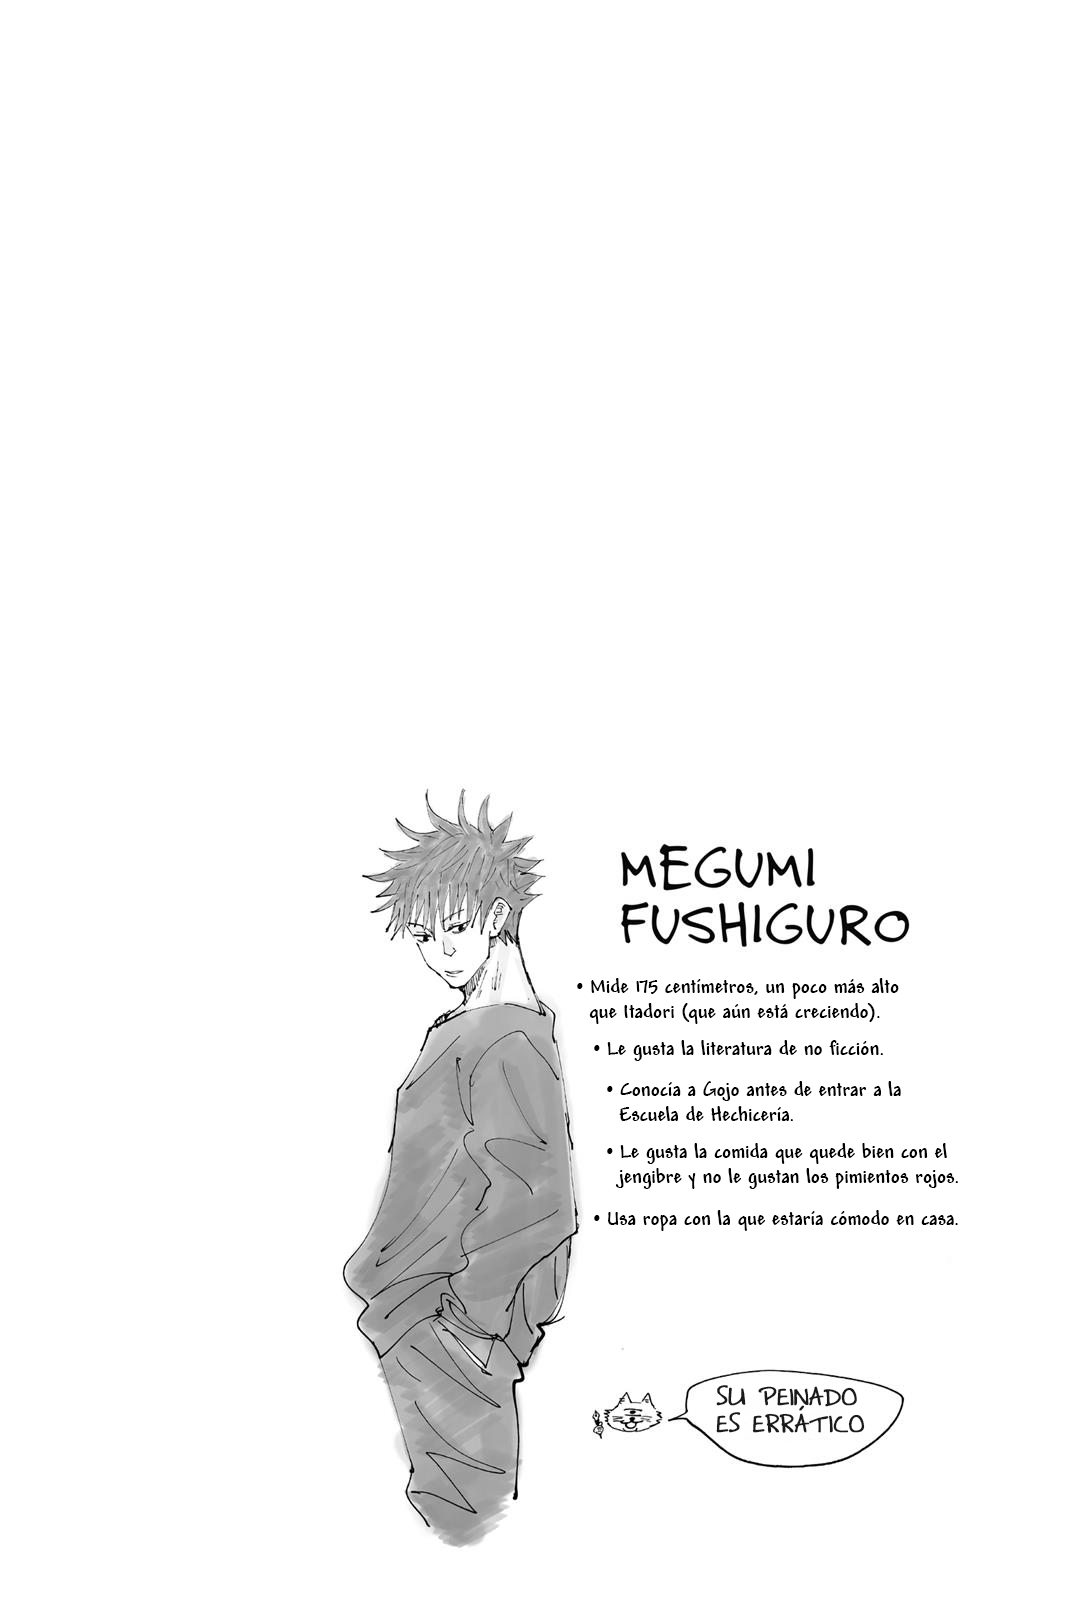 MEGUMI
FUSHIGURO
• Mide 175 centímetros, un poco más alto
que Itadori (que aún está creciendo).
• Le gusta la literatura de no ficción.
• Conocía a Gojo antes de entrar a la
Escuela de Hechicería.
• Le gusta la comida que quede bien con el
jengibre y no le gustan los pimientos rojos.
• Usa ropa con la que estaría cómodo en casa.
SU PEINADO
ES ERRÁTICO